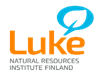 Luke
NATURAL RESOURCES
INSTITUTE FINLAND